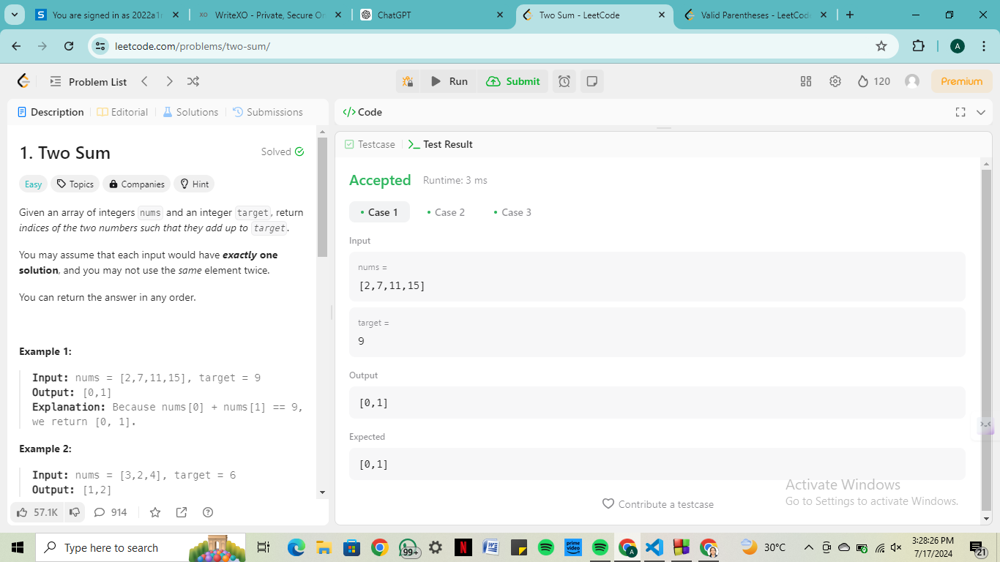 You are signed in as 2022a1
WriteXO - Private, Secure On
ChatGPT
Two Sum - LeetCode
Valid Parentheses - LeetCode
leetcode.com/problems/two-sum/
A
Problem List
Run
Submit
120
Premium
Description
Editorial
Solutions
Submissions
</> Code
1. Two Sum
Solved
Easy
Topics
Companies
Hint
Given an array of integers nums and an integer target, return
indices of the two numbers such that they add up to target.
You may assume that each input would have exactly one
solution, and you may not use the same element twice.
You can return the answer in any order.
Example 1:
Input: nums = [2,7,11,15], target = 9
Output: [0,1]
Explanation: Because nums[0] + nums[1] == 9,
we return [0, 1].
Example 2:
Input: nums = [3,2,4], target = 6
Output: [1,2]
57.1K
914
Testcase
Test Result
Accepted
Runtime: 3 ms
Case 1
Case 2
Case 3
Input
nums =
[2,7,11,15]
target =
9
Output
[0,1]
Expected
[0,1]
Contribute a testcase
Activate Windows
Go to Settings to activate Windows.
Type here to search
99+
prime video
30°C
3:28:26 PM
7/17/2024
21